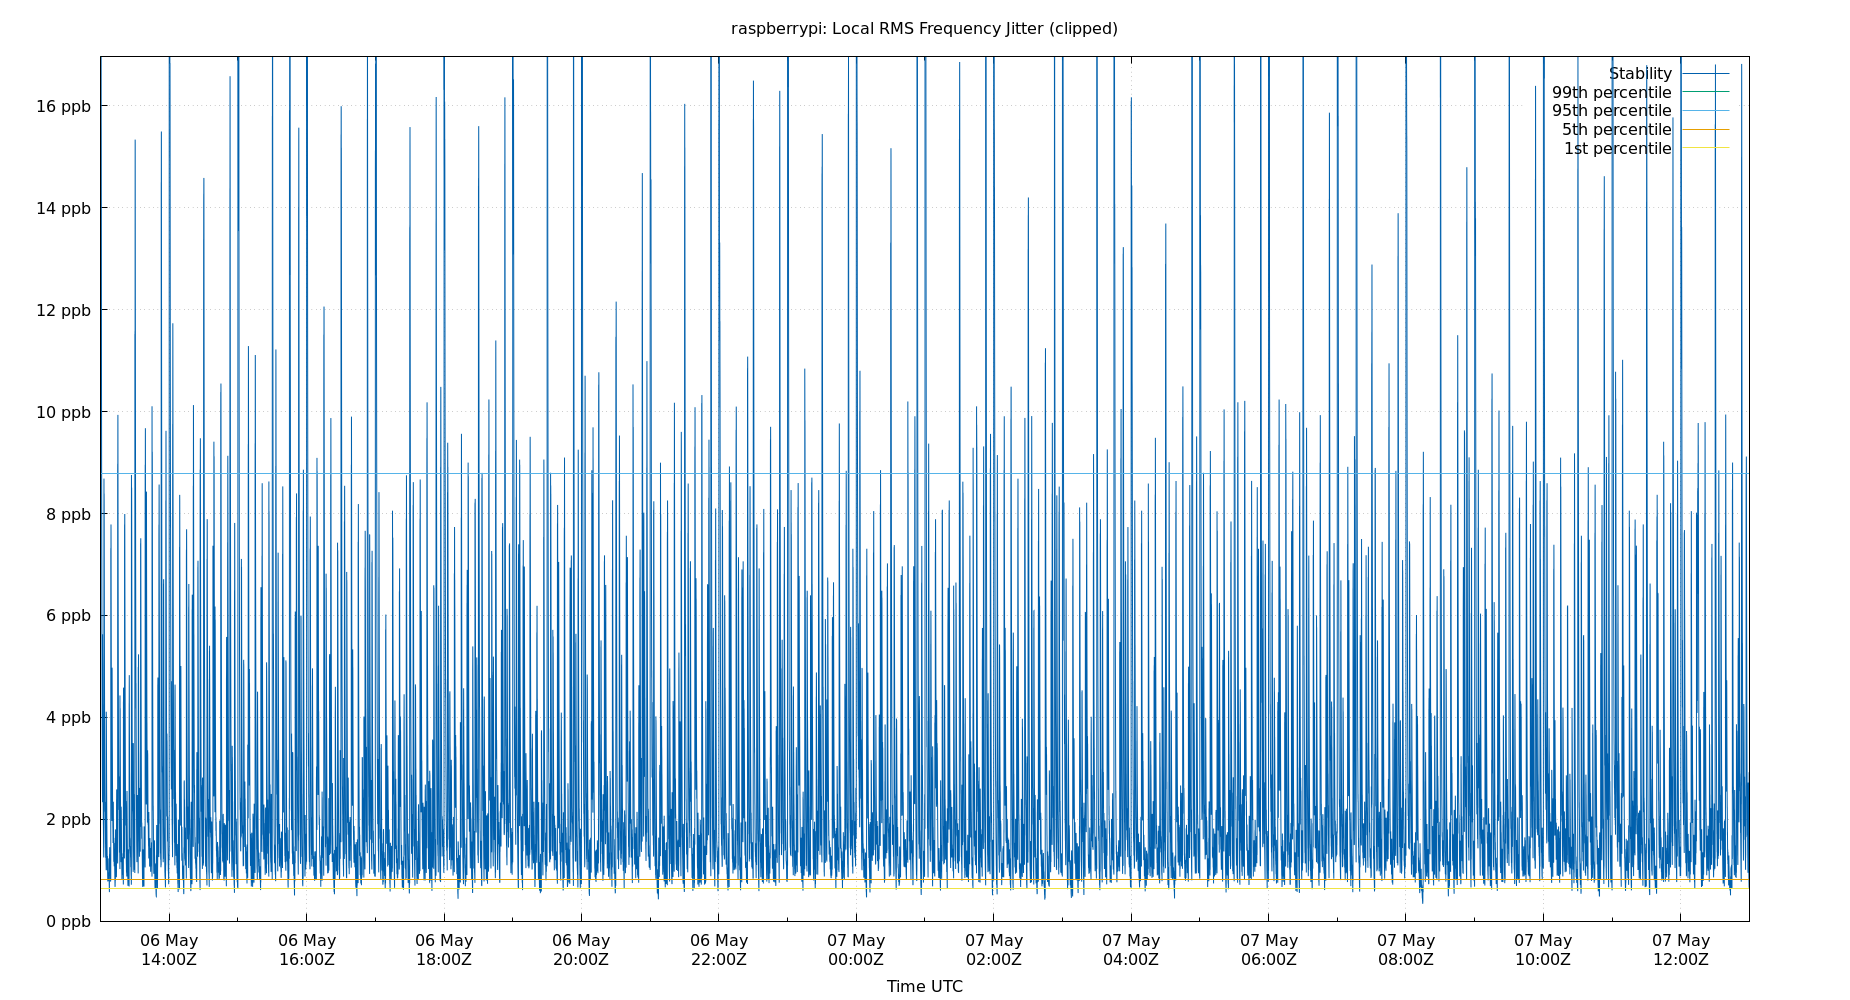 raspberrypi: Local RMS Frequency Jitter (clipped)
Stability
99th percentile
95th percentile
5th percentile
1st percentile
16 ppb
14 ppb
12 ppb
10 ppb
8 ppb
6 ppb
4 ppb
2 ppb
0 ppb
06 May 06 May 06 May 06 May 06 May 07 May 07 May 07 May 07 May 07 May 07 May 07 May
14:00Z 16:00Z 18:00Z 20:00Z 22:00Z 00:00Z 02:00Z 04:00Z 06:00Z 08:00Z 10:00Z 12:00Z
Time UTC